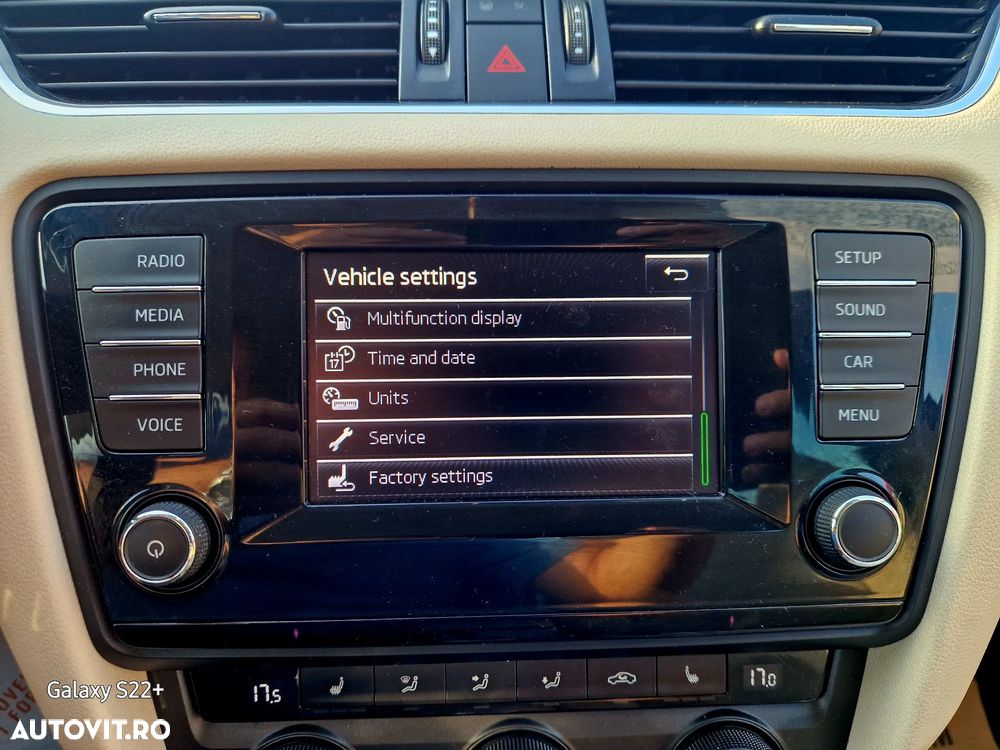 RADIO
MEDIA
PHONE
VOICE
Vehicle settings
Multifunction display
17
Time and date
Units
Service
Factory settings
SETUP
SOUND
CAR
MENU
17.5
17.0
Galaxy S22+
AUTOVIT.RO